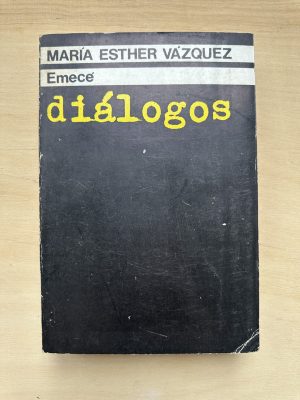 MARÍA ESTHER VÁZQUEZ
Emecé
diálogos